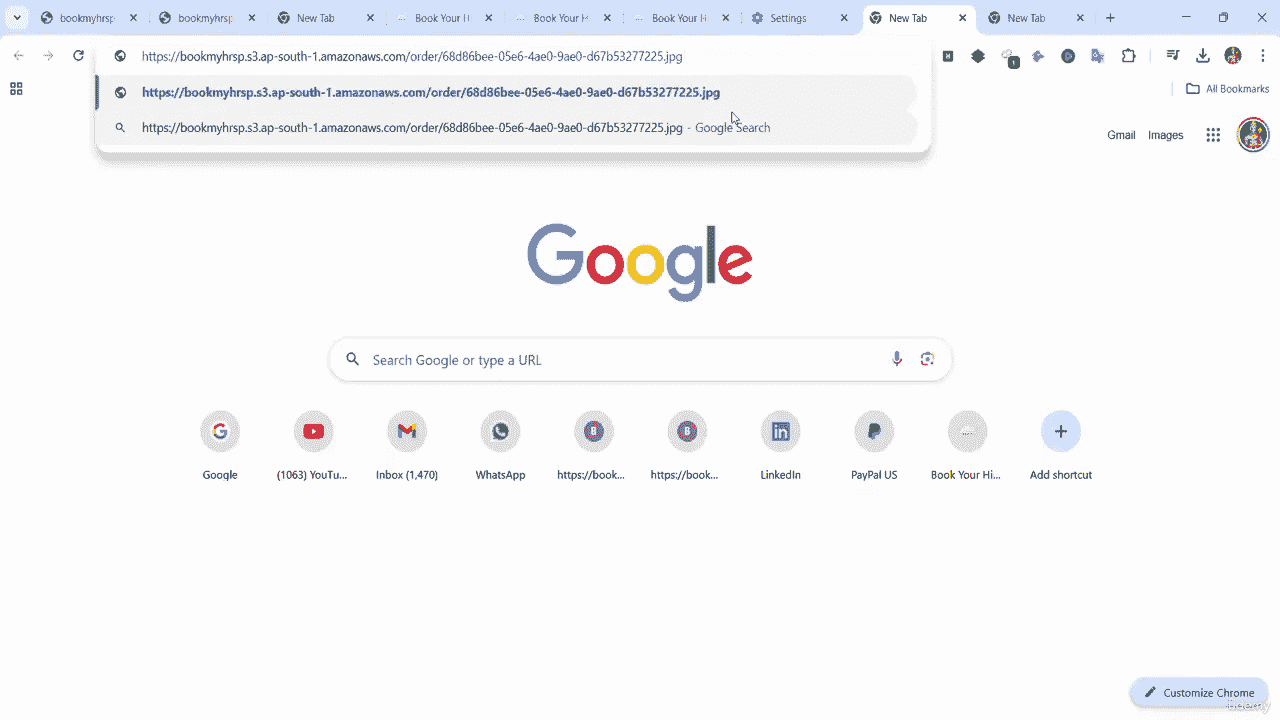 bookmyhrsp
bookmyhrsp
New Tab
Book Your H
Book Your H
Book Your H
Settings
New Tab
New Tab
https://bookmyhrsp.s3.ap-south-1.amazonaws.com/order/68d86bee-05e6-4ae0-9ae0-d67b53277225.jpg
https://bookmyhrsp.s3.ap-south-1.amazonaws.com/order/68d86bee-05e6-4ae0-9ae0-d67b53277225.jpg
https://bookmyhrsp.s3.ap-south-1.amazonaws.com/order/68d86bee-05e6-4ae0-9ae0-d67b53277225.jpg - Google Search
All Bookmarks
Gmail
Images
Google
Search Google or type a URL
Google
(1063) YouTu...
Inbox (1,470)
WhatsApp
https://book...
https://book...
LinkedIn
PayPal US
Book Your Hi...
Add shortcut
Customize Chrome
udemy